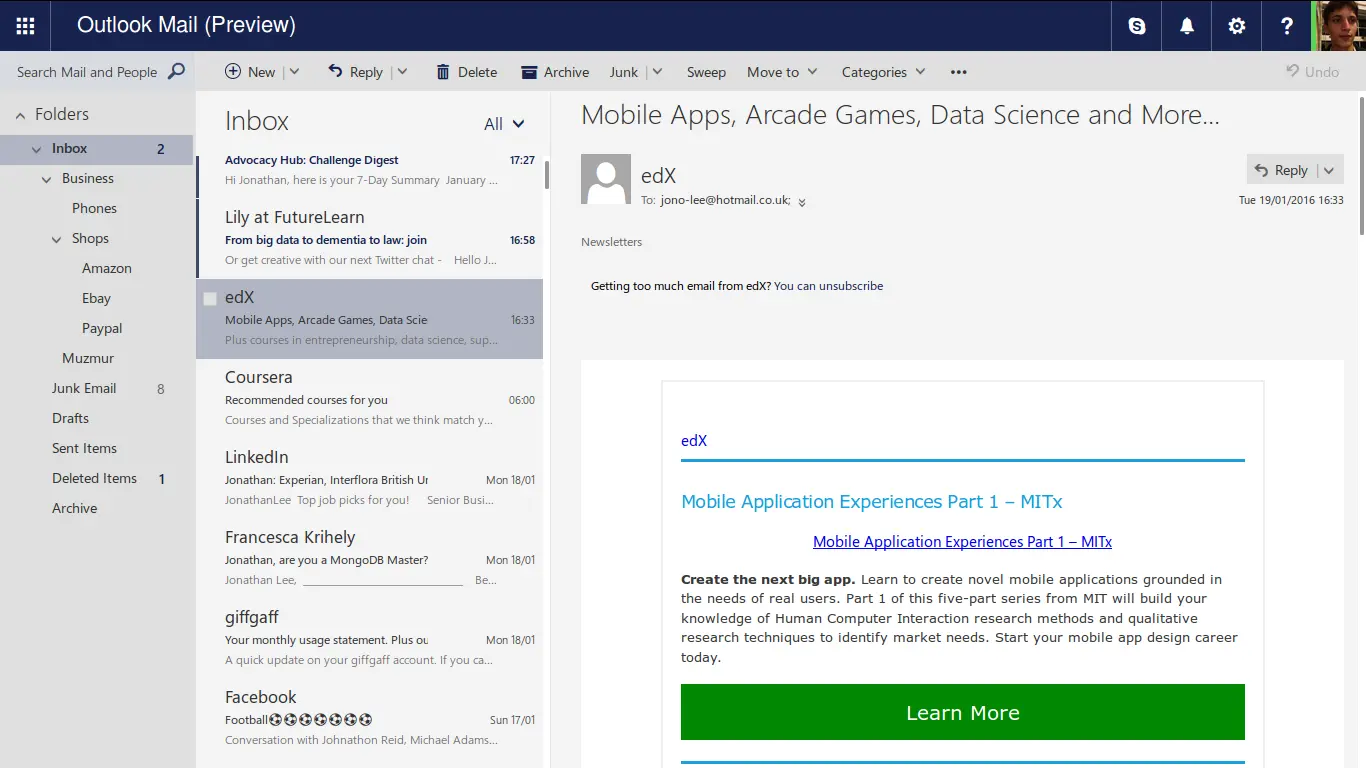 Outlook Mail (Preview)
?
Search Mail and People
New
Reply
Delete
Archive
Junk
Sweep
Move to
Categories
•••
Undo
Folders
Inbox 2
Business
Phones
Shops
Amazon
Ebay
Paypal
Muzmur
Junk Email 8
Drafts
Sent Items
Deleted Items 1
Archive
Inbox All
Advocacy Hub: Challenge Digest 17:27
Hi Jonathan, here is your 7-Day Summary January ...
Lily at FutureLearn
From big data to dementia to law: join 16:58
Or get creative with our next Twitter chat - Hello J...
edX
Mobile Apps, Arcade Games, Data Scie 16:33
Plus courses in entrepreneurship, data science, sup...
Coursera
Recommended courses for you 06:00
Courses and Specializations that we think match y...
LinkedIn
Jonathan: Experian, Interflora British Ur Mon 18/01
JonathanLee Top job picks for you! Senior Busi...
Francesca Krihely
Jonathan, are you a MongoDB Master? Mon 18/01
Jonathan Lee, ________________________ Be...
giffgaff
Your monthly usage statement. Plus ou Mon 18/01
A quick update on your giffgaff account. If you ca...
Facebook
Football⚽⚽⚽⚽⚽⚽⚽ Sun 17/01
Conversation with Johnathon Reid, Michael Adams...
Mobile Apps, Arcade Games, Data Science and More...
edX
Reply
To: jono-lee@hotmail.co.uk;
Tue 19/01/2016 16:33
Newsletters
Getting too much email from edX? You can unsubscribe
edX
Mobile Application Experiences Part 1 – MITx
Mobile Application Experiences Part 1 – MITx
Create the next big app. Learn to create novel mobile applications grounded in
the needs of real users. Part 1 of this five-part series from MIT will build your
knowledge of Human Computer Interaction research methods and qualitative
research techniques to identify market needs. Start your mobile app design career
today.
Learn More